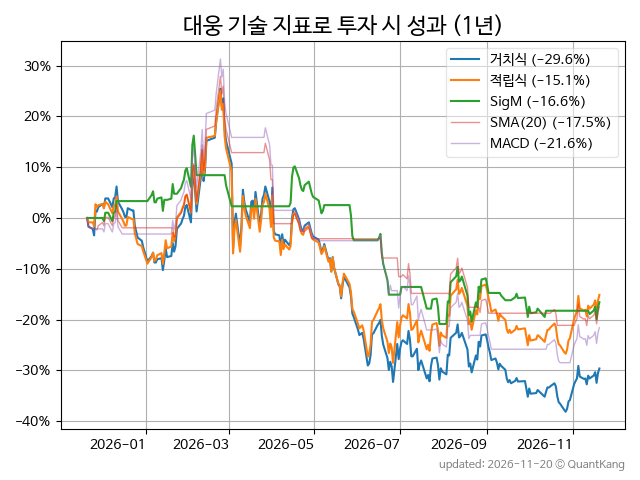 대웅 기술 지표로 투자 시 성과 (1년)
30%
20%
10%
0%
−10%
−20%
−30%
−40%
거치식 (−29.6%)
적립식 (−15.1%)
SigM (−16.6%)
SMA(20) (−17.5%)
MACD (−21.6%)
2026-01 2026-03 2026-05 2026-07 2026-09 2026-11
updated: 2026-11-20 © QuantKang